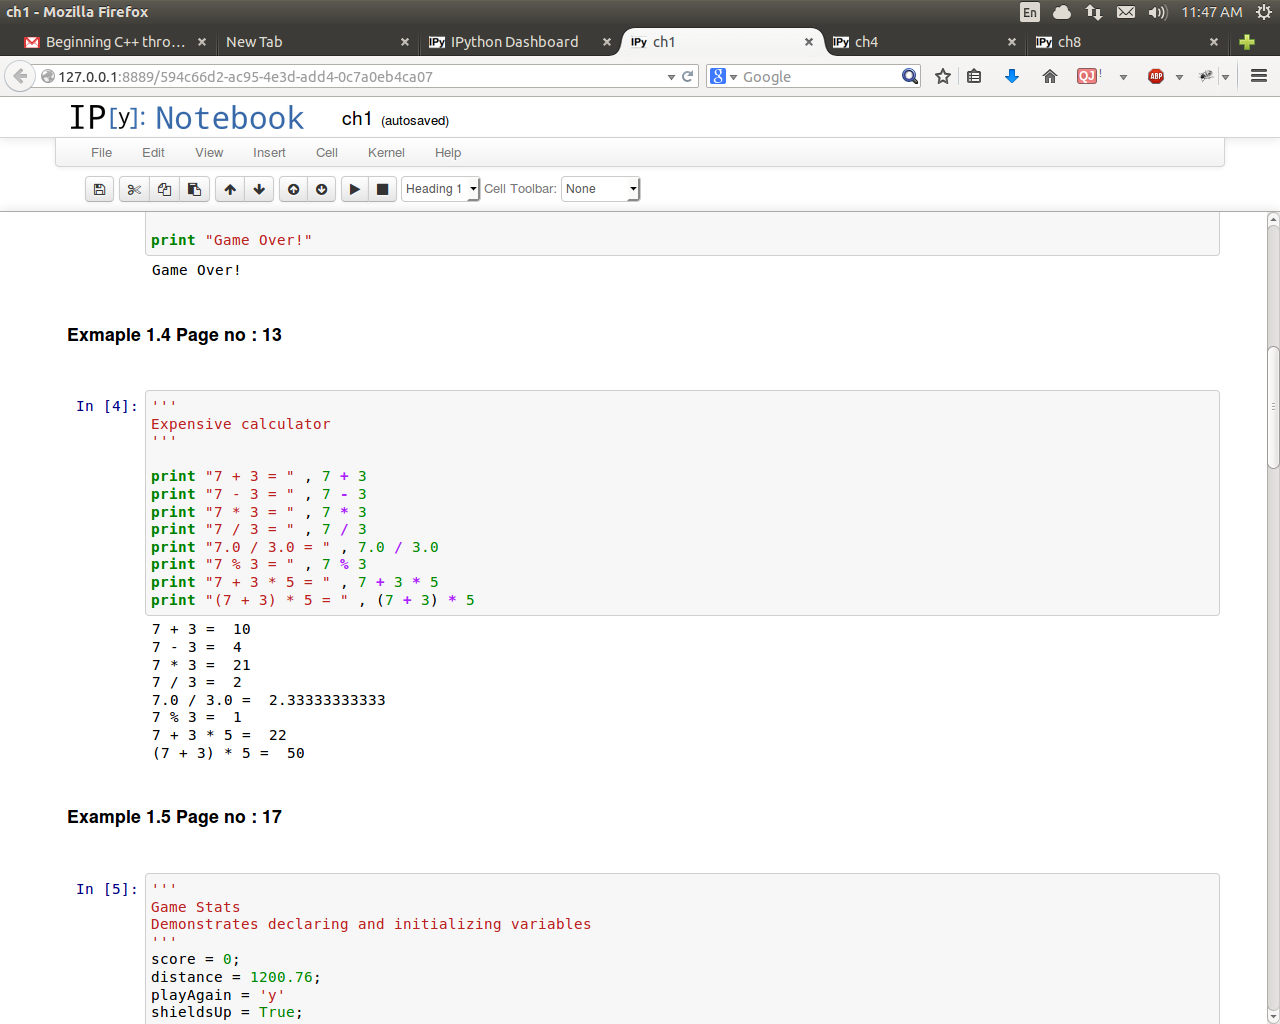 ch1 - Mozilla Firefox
En
11:47 AM
Beginning C++ thro...
New Tab
IPy IPython Dashboard
IPy ch1
IPy ch4
IPy ch8
127.0.0.1:8889/594c66d2-ac95-4e3d-add4-0c7a0eb4ca07
8 Google
QJ !
ABP
IP[y]: Notebook ch1 (autosaved)
File Edit View Insert Cell Kernel Help
Heading 1 Cell Toolbar: None
print "Game Over!"
Game Over!
Exmaple 1.4 Page no : 13
In [4]: '''
Expensive calculator
'''
print "7 + 3 = " , 7 + 3
print "7 - 3 = " , 7 - 3
print "7 * 3 = " , 7 * 3
print "7 / 3 = " , 7 / 3
print "7.0 / 3.0 = " , 7.0 / 3.0
print "7 % 3 = " , 7 % 3
print "7 + 3 * 5 = " , 7 + 3 * 5
print "(7 + 3) * 5 = " , (7 + 3) * 5
7 + 3 =  10
7 - 3 =  4
7 * 3 =  21
7 / 3 =  2
7.0 / 3.0 =  2.33333333333
7 % 3 =  1
7 + 3 * 5 =  22
(7 + 3) * 5 =  50
Example 1.5 Page no : 17
In [5]: '''
Game Stats
Demonstrates declaring and initializing variables
'''
score = 0;
distance = 1200.76;
playAgain = 'y'
shieldsUp = True;